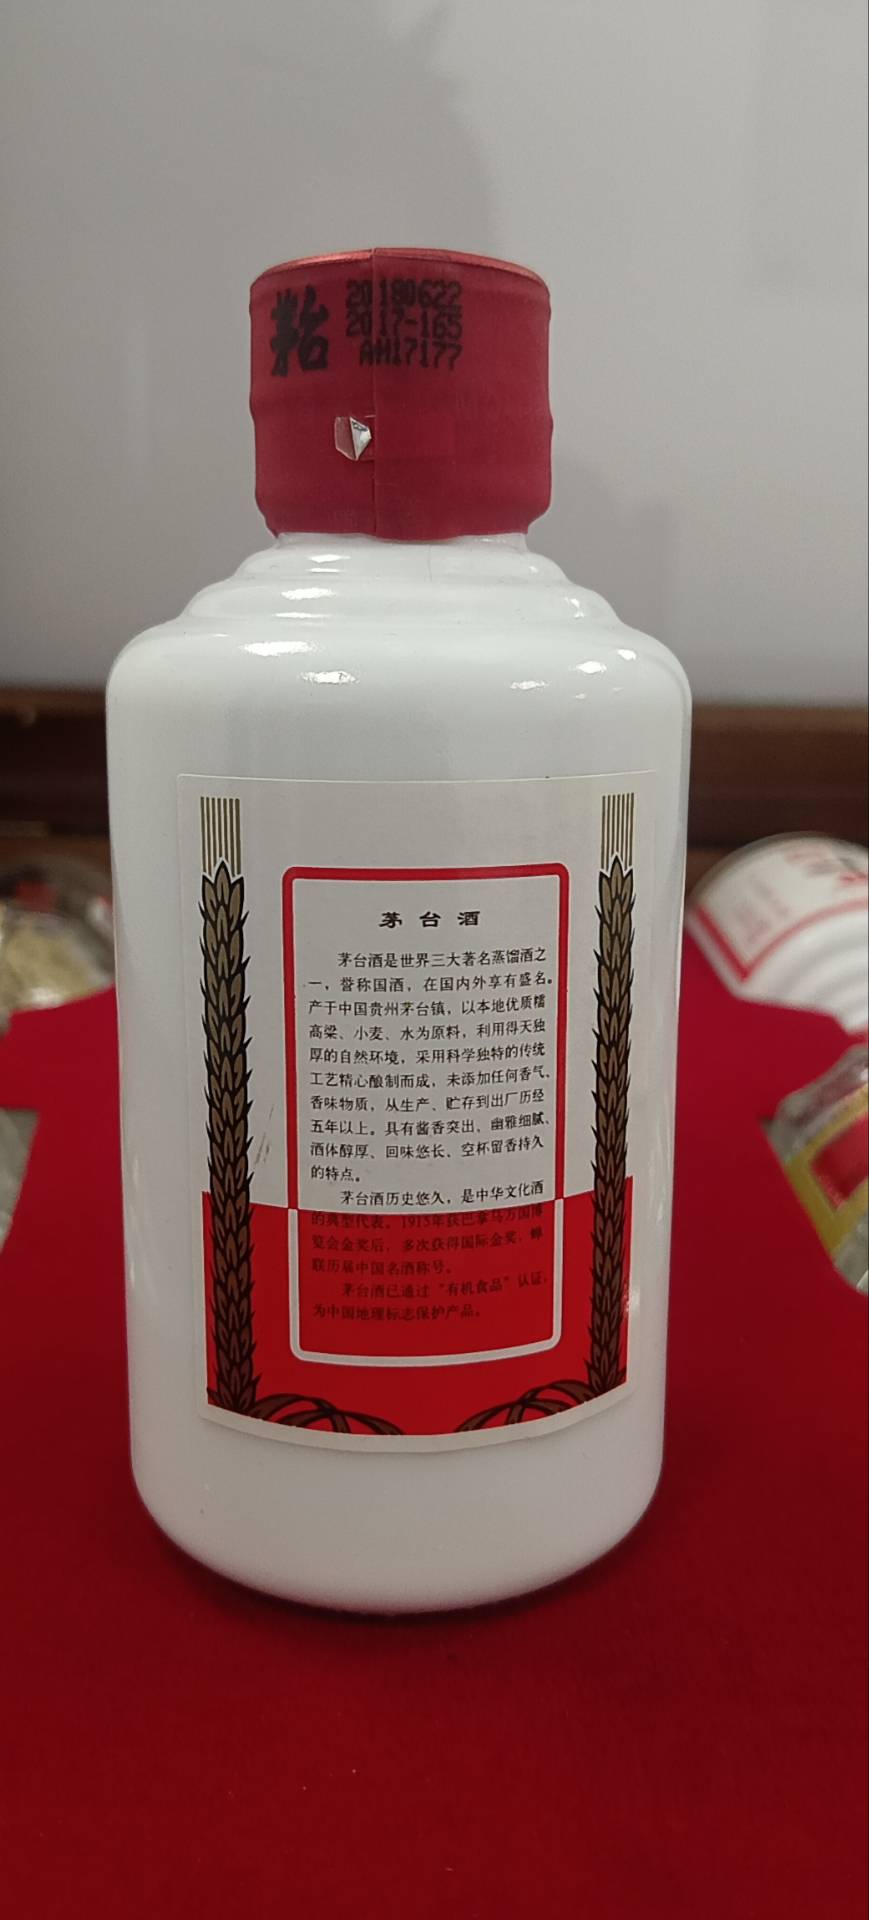 茅台
20180622
2017-165
AH17177
茅台酒
茅台酒是世界三大著名蒸馏酒之
一，誉称国酒，在国内外享有盛名。
产于中国贵州茅台镇，以本地优质糯
高粱、小麦、水为原料，利用得天独
厚的自然环境，采用科学独特的传统
工艺精心酿制而成，未添加任何香气、
香味物质，从生产、贮存到出厂历经
五年以上。具有酱香突出、幽雅细腻、
酒体醇厚、回味悠长、空杯留香持久
的特点。
茅台酒历史悠久，是中华文化酒
的典型代表。1915年获巴拿马万国博
览会金奖后，多次获得国际金奖，蝉
联历届中国名酒称号。
茅台酒已通过“有机食品”认证，
为中国地理标志保护产品。